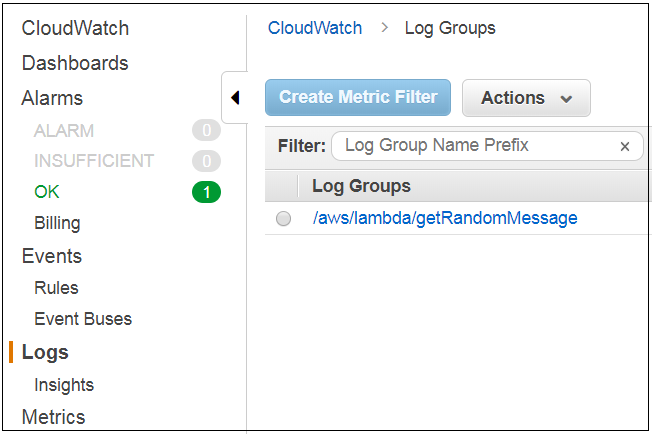 CloudWatch
Dashboards
Alarms
ALARM 0
INSUFFICIENT 0
OK 1
Billing
Events
Rules
Event Buses
Logs
Insights
Metrics
CloudWatch > Log Groups
Create Metric Filter Actions
Filter: Log Group Name Prefix ×
Log Groups
/aws/lambda/getRandomMessage